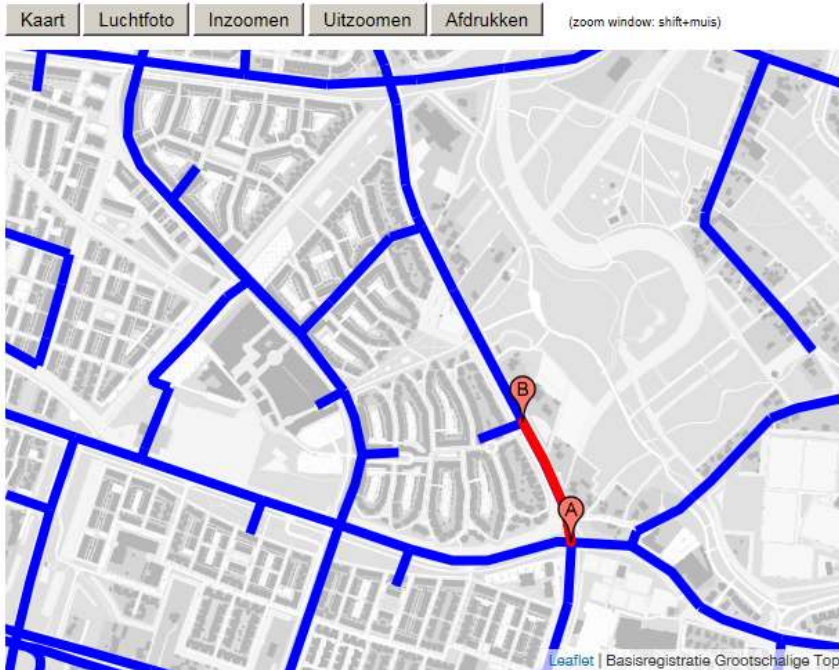 Kaart Luchtfoto Inzoomen Uitzoomen Afdrukken (zoom window: shift+muis)
B
A
Leaflet | Basisregistratie Grootschalige Top